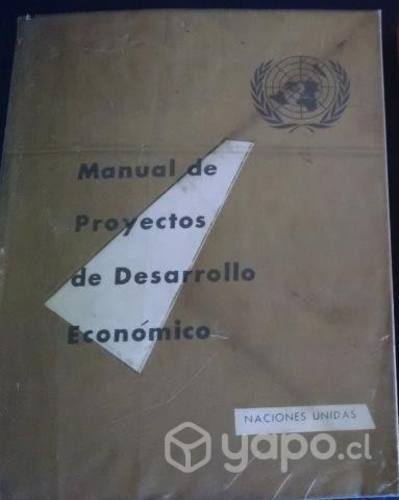 Manual de
Proyectos
de Desarrollo
Económico
NACIONES UNIDAS
yapo.cl